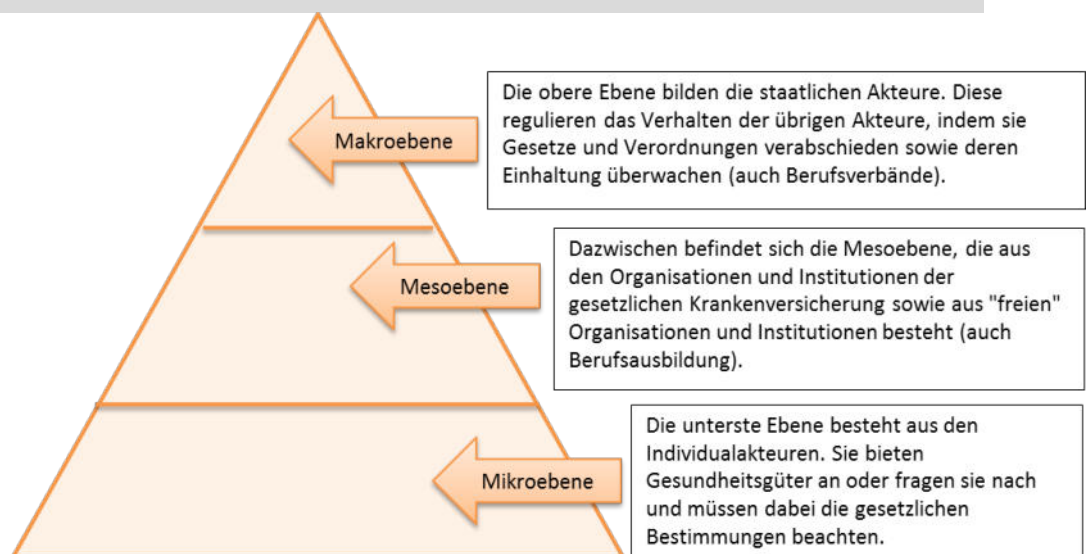 Makroebene
Die obere Ebene bilden die staatlichen Akteure. Diese
regulieren das Verhalten der übrigen Akteure, indem sie
Gesetze und Verordnungen verabschieden sowie deren
Einhaltung überwachen (auch Berufsverbände).
Mesoebene
Dazwischen befindet sich die Mesoebene, die aus
den Organisationen und Institutionen der
gesetzlichen Krankenversicherung sowie aus "freien"
Organisationen und Institutionen besteht (auch
Berufsausbildung).
Mikroebene
Die unterste Ebene besteht aus den
Individualakteuren. Sie bieten
Gesundheitsgüter an oder fragen sie nach
und müssen dabei die gesetzlichen
Bestimmungen beachten.